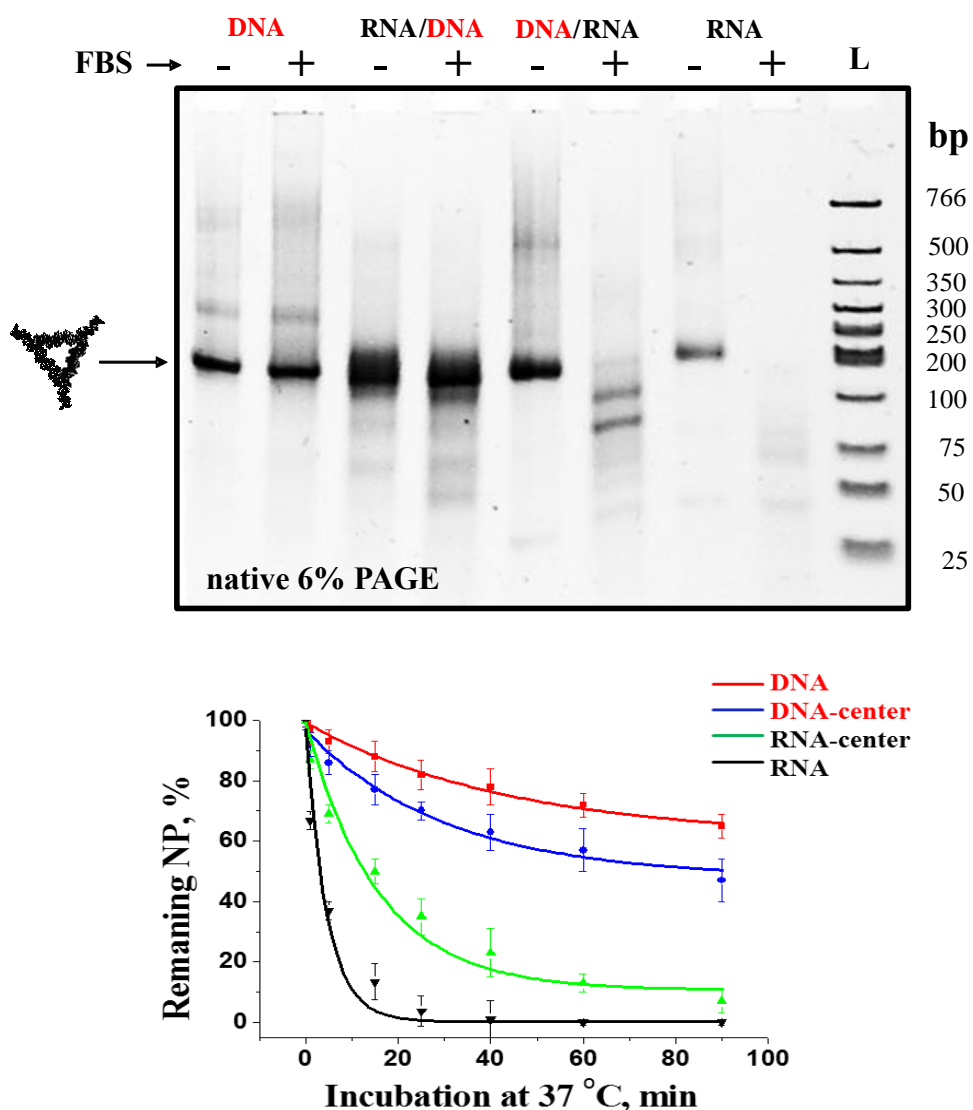 DNA RNA/DNA DNA/RNA RNA
FBS → - + - + - + - + L
bp
766
500
350
300
250
200
100
75
50
25
native 6% PAGE
DNA
DNA-center
RNA-center
RNA
Remaining NP, %
100
80
60
40
20
0
0 20 40 60 80 100
Incubation at 37 °C, min